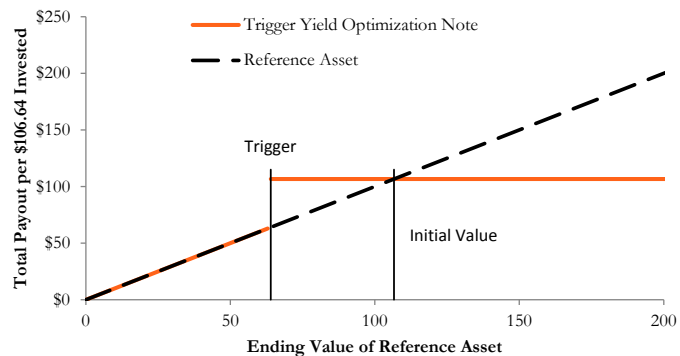 $250
$200
$150
$100
$50
$0
Total Payout per $106.64 Invested
Trigger Yield Optimization Note
Reference Asset
Trigger
Initial Value
0
50
100
150
200
Ending Value of Reference Asset